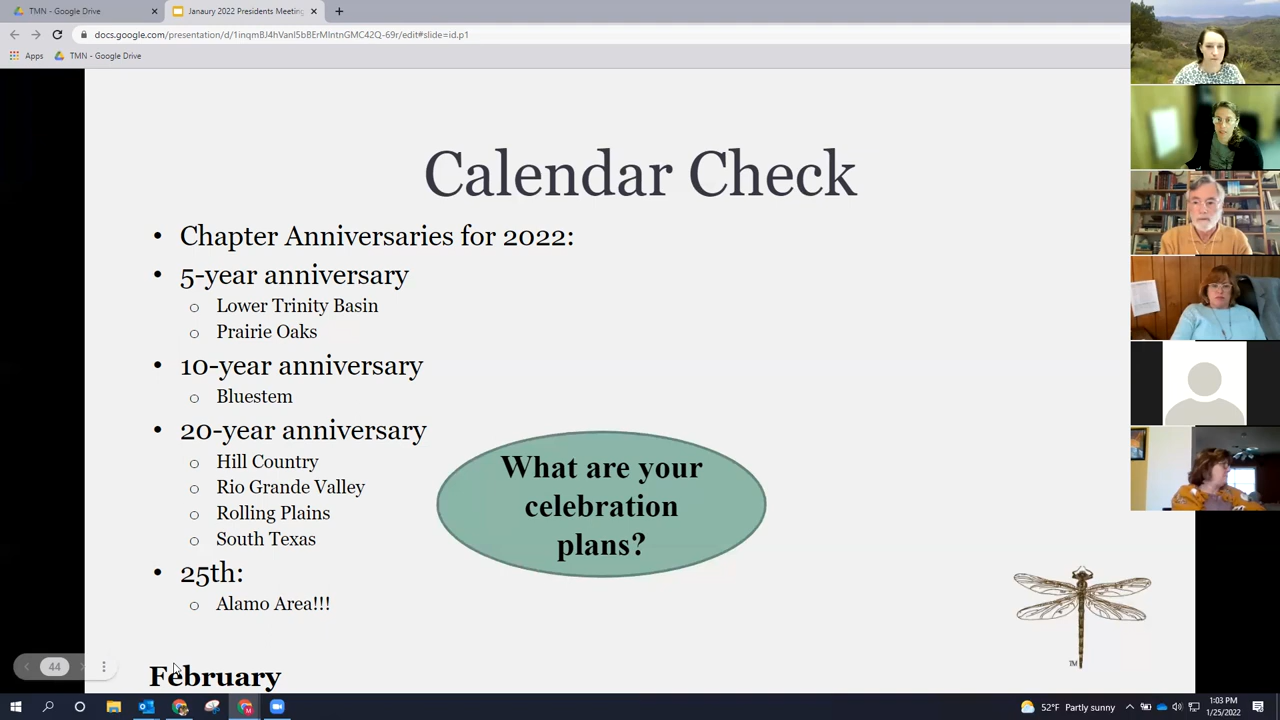 TMN - Google Drive
Janaury 2022 Presidents Meeting
docs.google.com/presentation/d/1inqmBJ4hVanI5bBErMIntnGMC42Q-69r/edit#slide=id.p1
Apps
TMN - Google Drive
Calendar Check
• Chapter Anniversaries for 2022:
• 5-year anniversary
o Lower Trinity Basin
o Prairie Oaks
• 10-year anniversary
o Bluestem
• 20-year anniversary
o Hill Country
o Rio Grande Valley
o Rolling Plains
o South Texas
• 25th:
o Alamo Area!!!
What are your
celebration
plans?
TM
44
February
52°F Partly sunny
1:03 PM
1/25/2022